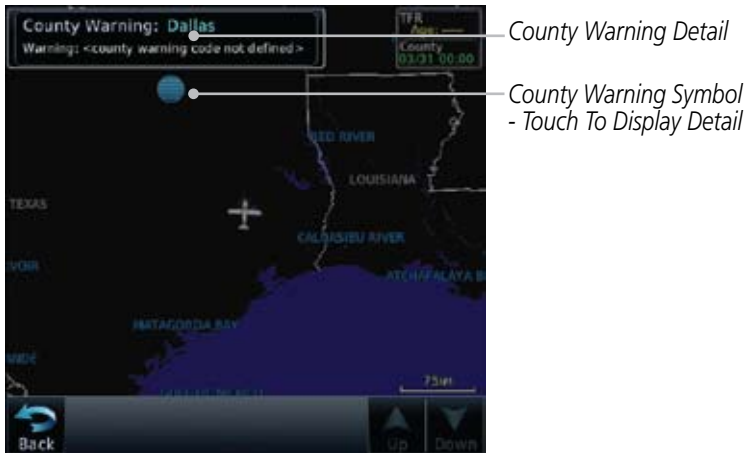 County Warning: Dallas
Warning: <county warning code not defined>
TFR
Age:
County
03/31 00:00
County Warning Detail
County Warning Symbol
- Touch To Display Detail
RED RIVER
LOUISIANA
TEXAS
CALCASIEU RIVER
ATCHAFALAYA B
MATAGORDA BAY
75nm
Back
Up
Down